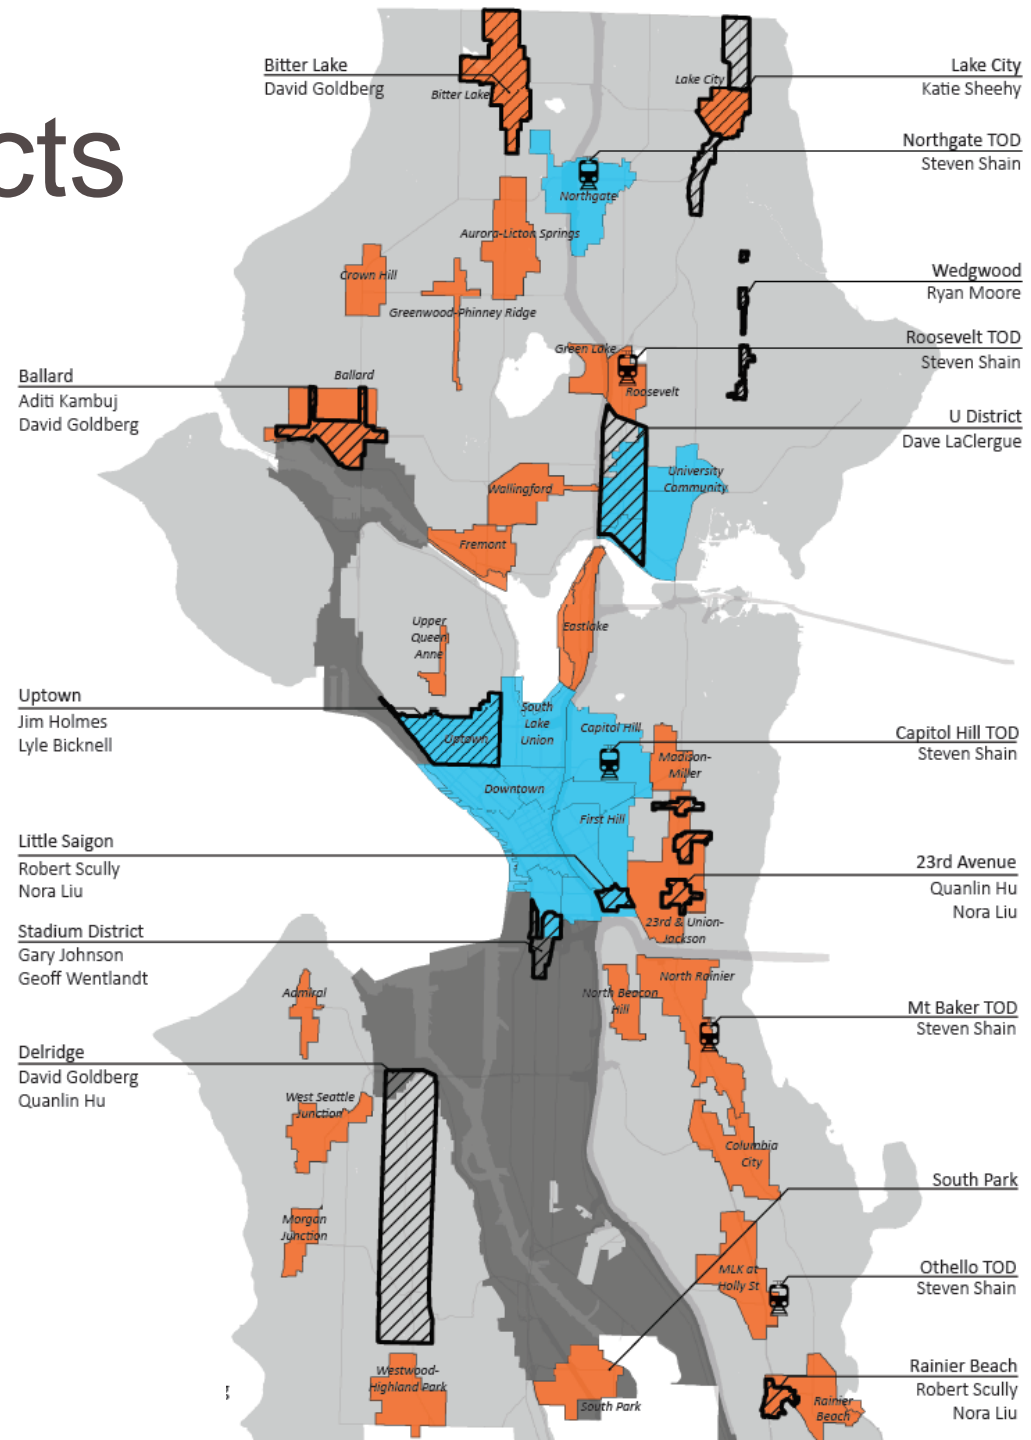 cts
Bitter Lake
David Goldberg
Bitter Lake
Lake City
Lake City
Katie Sheehy
Northgate TOD
Steven Shain
Northgate
Aurora-Licton Springs
Crown Hill
Greenwood-Phinney Ridge
Wedgwood
Ryan Moore
Roosevelt TOD
Steven Shain
Green Lake
Roosevelt
Ballard
Aditi Kambuj
David Goldberg
Ballard
U District
Dave LaClergue
University
Community
Wallingford
Fremont
Eastlake
Upper
Queen
Anne
Uptown
Jim Holmes
Lyle Bicknell
Uptown
South
Lake
Union
Capitol Hill
Capitol Hill TOD
Steven Shain
Madison-
Miller
Downtown
First Hill
Little Saigon
Robert Scully
Nora Liu
23rd Avenue
Quanlin Hu
Nora Liu
23rd & Union-
Jackson
Stadium District
Gary Johnson
Geoff Wentlandt
Admiral
North Beacon
Hill
North Rainier
Mt Baker TOD
Steven Shain
Delridge
David Goldberg
Quanlin Hu
West Seattle
Junction
Columbia
City
South Park
Morgan
Junction
MLK at
Holly St
Othello TOD
Steven Shain
Westwood-
Highland Park
South Park
Rainier Beach
Robert Scully
Nora Liu
Rainier
Beach
g